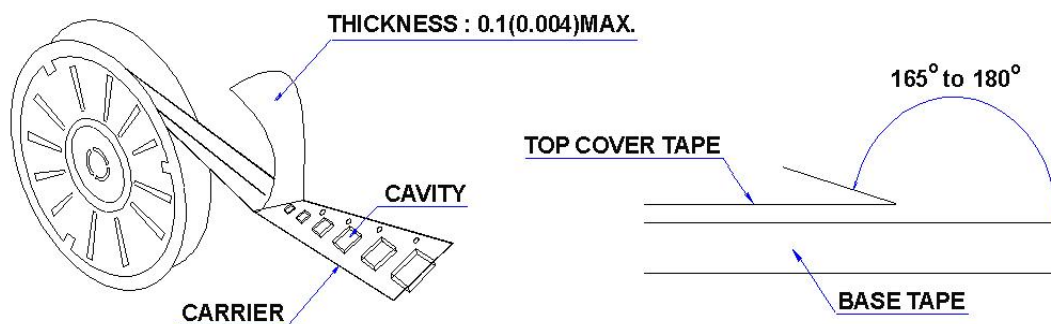 THICKNESS : 0.1(0.004)MAX.
165° to 180°
TOP COVER TAPE
CAVITY
CARRIER
BASE TAPE